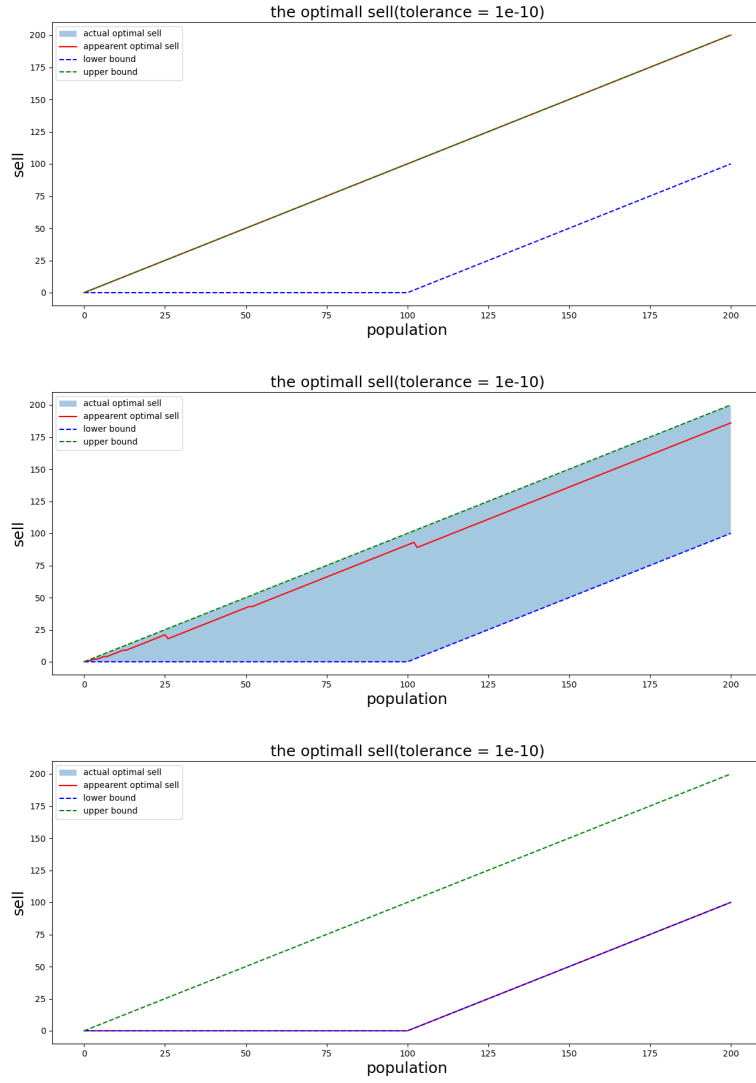 the optimall sell(tolerance = 1e-10)
actual optimal sell
appearent optimal sell
lower bound
upper bound
200
175
150
125
100
75
50
25
0
sell
0 25 50 75 100 125 150 175 200
population
the optimall sell(tolerance = 1e-10)
actual optimal sell
appearent optimal sell
lower bound
upper bound
200
175
150
125
100
75
50
25
0
sell
0 25 50 75 100 125 150 175 200
population
the optimall sell(tolerance = 1e-10)
actual optimal sell
appearent optimal sell
lower bound
upper bound
200
175
150
125
100
75
50
25
0
sell
0 25 50 75 100 125 150 175 200
population